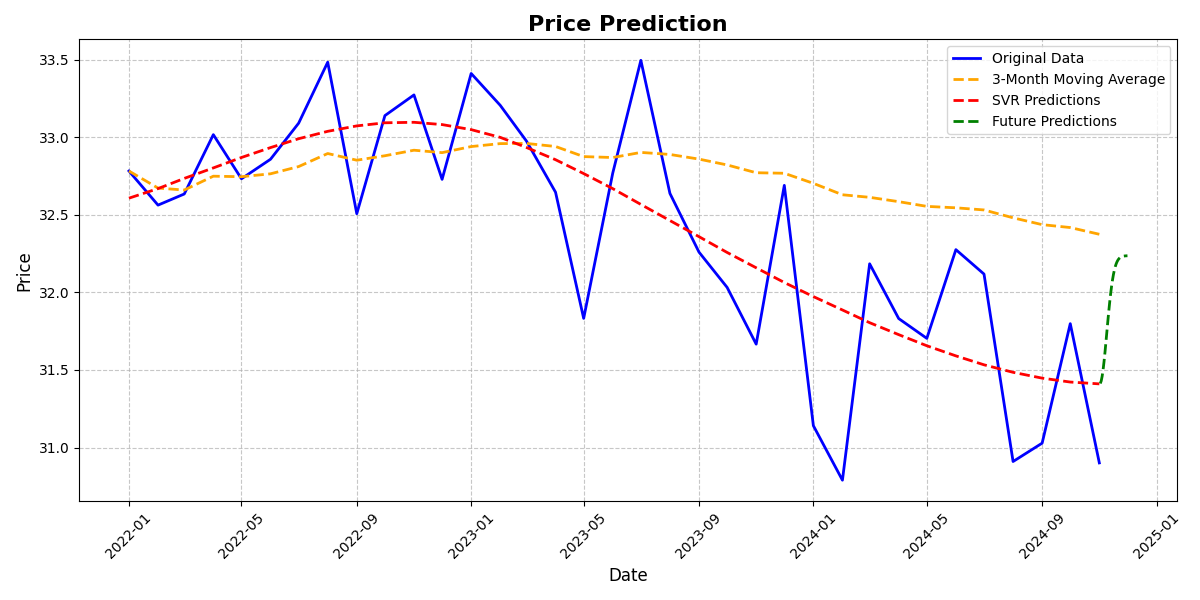 Price Prediction
Original Data
3-Month Moving Average
SVR Predictions
Future Predictions
33.5
33.0
32.5
32.0
31.5
31.0
Price
2022-01
2022-05
2022-09
2023-01
2023-05
2023-09
2024-01
2024-05
2024-09
2025-01
Date